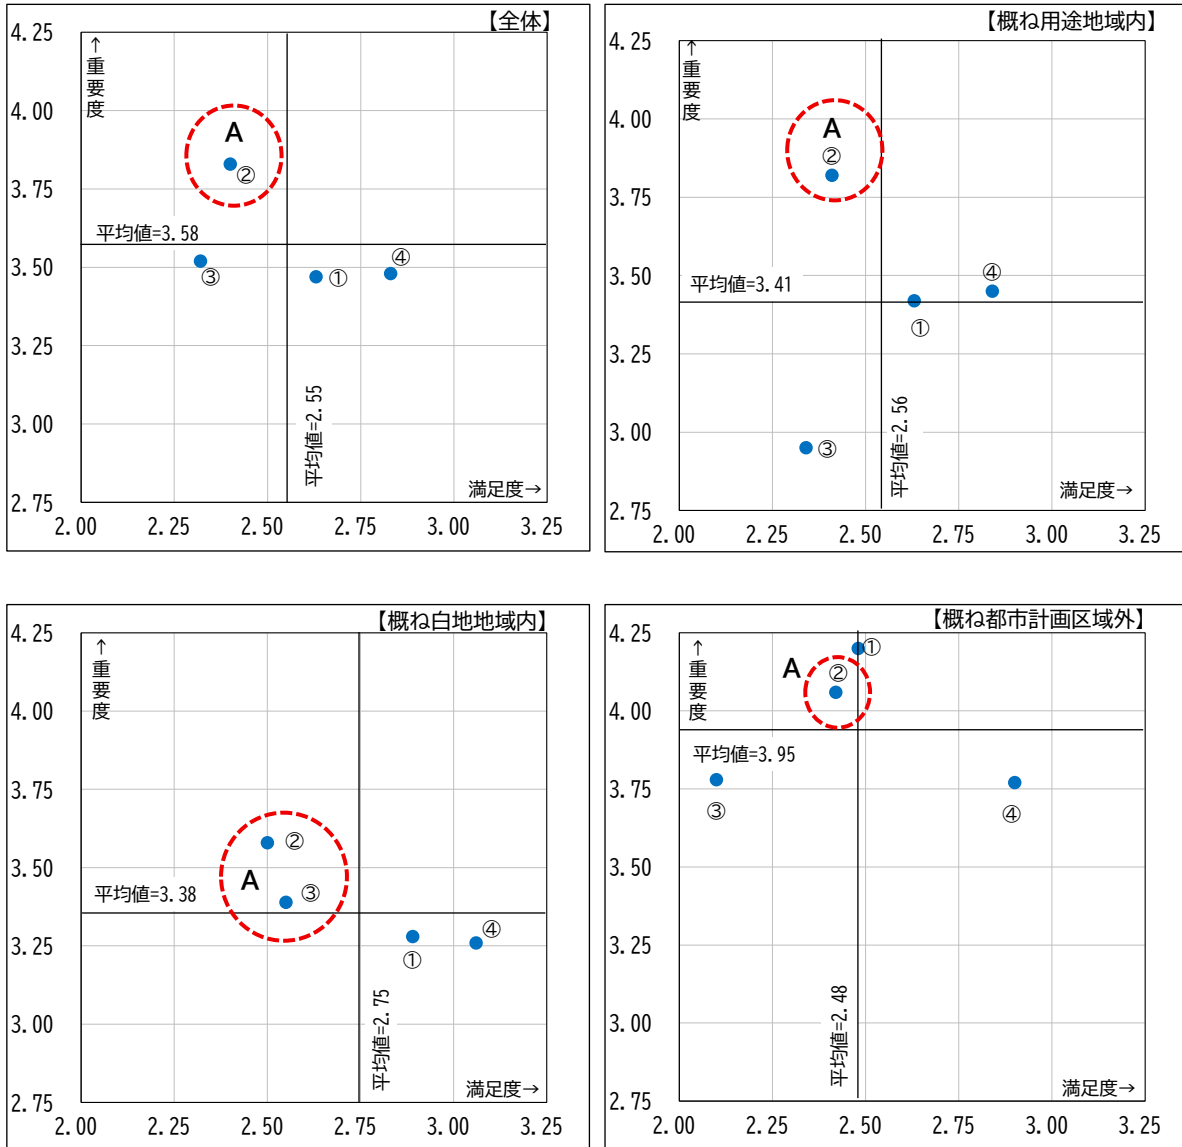 【全体】
4.25
4.00
3.75
3.50
3.25
3.00
2.75
↑重要度
A
②
平均値=3.58
③
①
④
平均値=2.55
満足度→
2.00
2.25
2.50
2.75
3.00
3.25
【概ね用途地域内】
4.25
4.00
3.75
3.50
3.25
3.00
2.75
↑重要度
A
②
平均値=3.41
④
①
③
平均値=2.56
満足度→
2.00
2.25
2.50
2.75
3.00
3.25
【概ね白地地域内】
4.25
4.00
3.75
3.50
3.25
3.00
2.75
↑重要度
②
A
③
平均値=3.38
④
①
平均値=2.75
満足度→
2.00
2.25
2.50
2.75
3.00
3.25
【概ね都市計画区域外】
4.25
4.00
3.75
3.50
3.25
3.00
2.75
↑重要度
①
A
②
平均値=3.95
③
④
平均値=2.48
満足度→
2.00
2.25
2.50
2.75
3.00
3.25